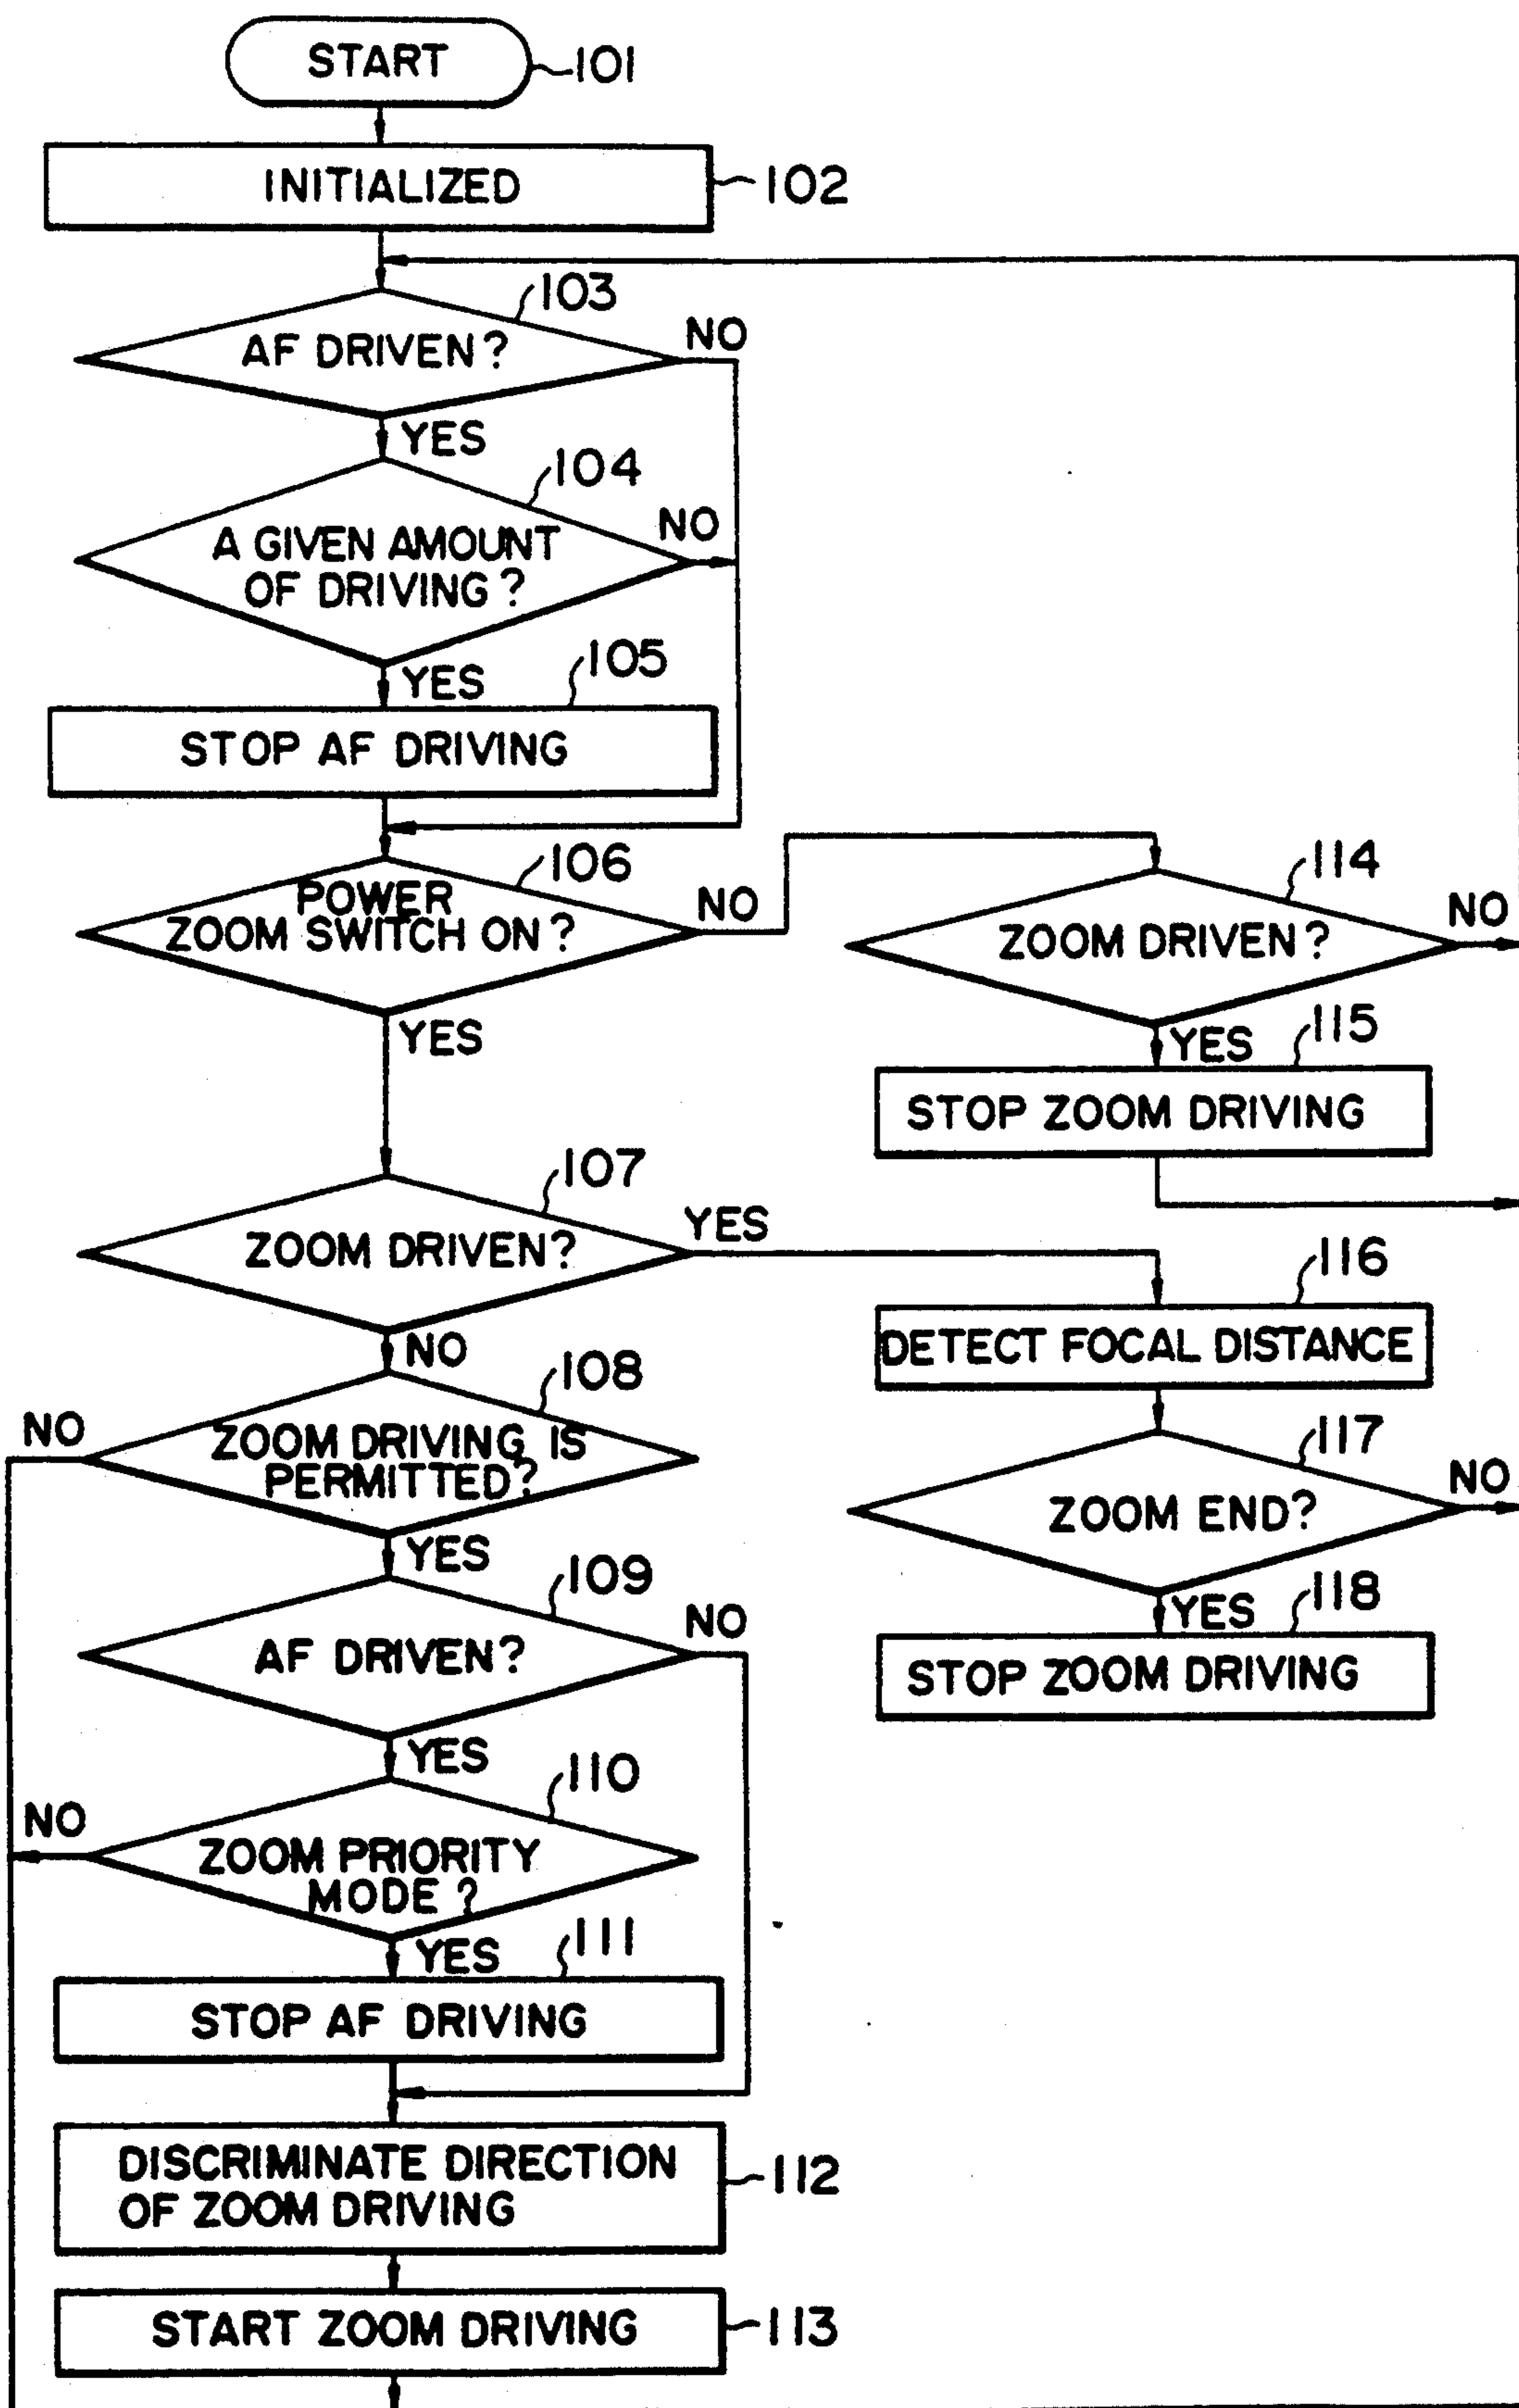 START
101
INITIALIZED
102
103
AF DRIVEN?
NO
YES
104
A GIVEN AMOUNT
OF DRIVING?
NO
YES
105
STOP AF DRIVING
106
POWER
ZOOM SWITCH ON?
NO
YES
114
ZOOM DRIVEN?
NO
YES
115
STOP ZOOM DRIVING
107
ZOOM DRIVEN?
YES
NO
116
DETECT FOCAL DISTANCE
117
ZOOM END?
NO
YES
118
STOP ZOOM DRIVING
108
NO
ZOOM DRIVING IS
PERMITTED?
YES
109
AF DRIVEN?
NO
YES
110
NO
ZOOM PRIORITY
MODE ?
YES
111
STOP AF DRIVING
DISCRIMINATE DIRECTION
OF ZOOM DRIVING
112
START ZOOM DRIVING
113